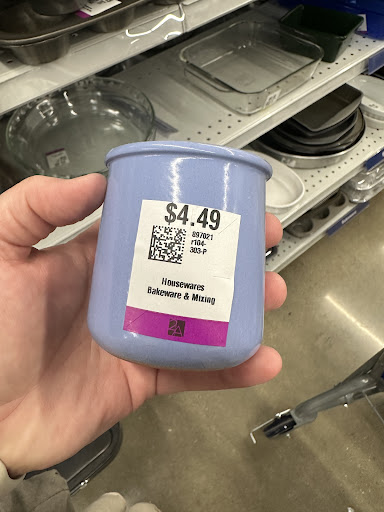 $4.49
897021
r104-
303-P
Housewares
Bakeware & Mixing